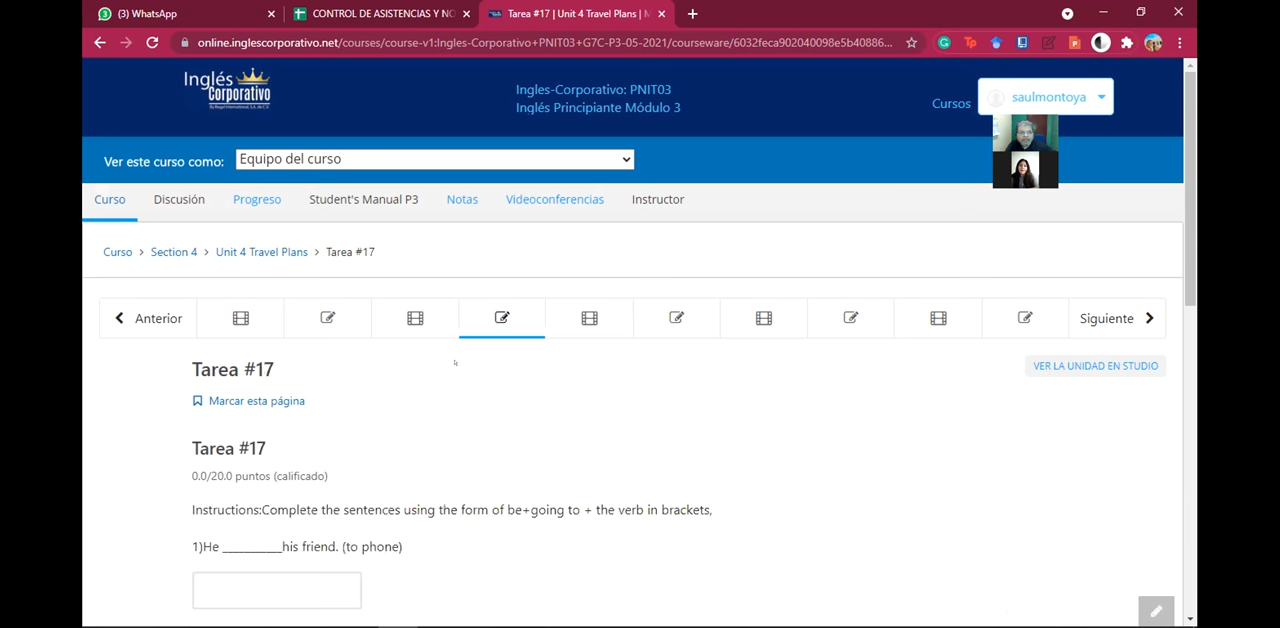 (3) WhatsApp
CONTROL DE ASISTENCIAS Y NO
Tarea #17 | Unit 4 Travel Plans |
online.inglescorporativo.net/courses/course-v1:Ingles-Corporativo+PNIT03+G7C-P3-05-2021/courseware/6032feca902040098e5b40886...
Inglés
Corporativo
Ingles-Corporativo: PNIT03
Inglés Principiante Módulo 3
Cursos
saulmontoya
Ver este curso como:
Equipo del curso
Curso
Discusión
Progreso
Student's Manual P3
Notas
Videoconferencias
Instructor
Curso > Section 4 > Unit 4 Travel Plans > Tarea #17
Anterior
Siguiente
Tarea #17
VER LA UNIDAD EN STUDIO
Marcar esta página
Tarea #17
0.0/20.0 puntos (calificado)
Instructions:Complete the sentences using the form of be+going to + the verb in brackets,
1)He __________his friend. (to phone)